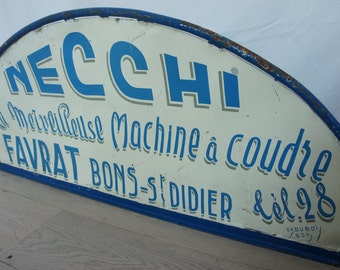 NECCHI
La Merveilleuse Machine à coudre
FAVRAT BONS-St DIDIER tél. 28